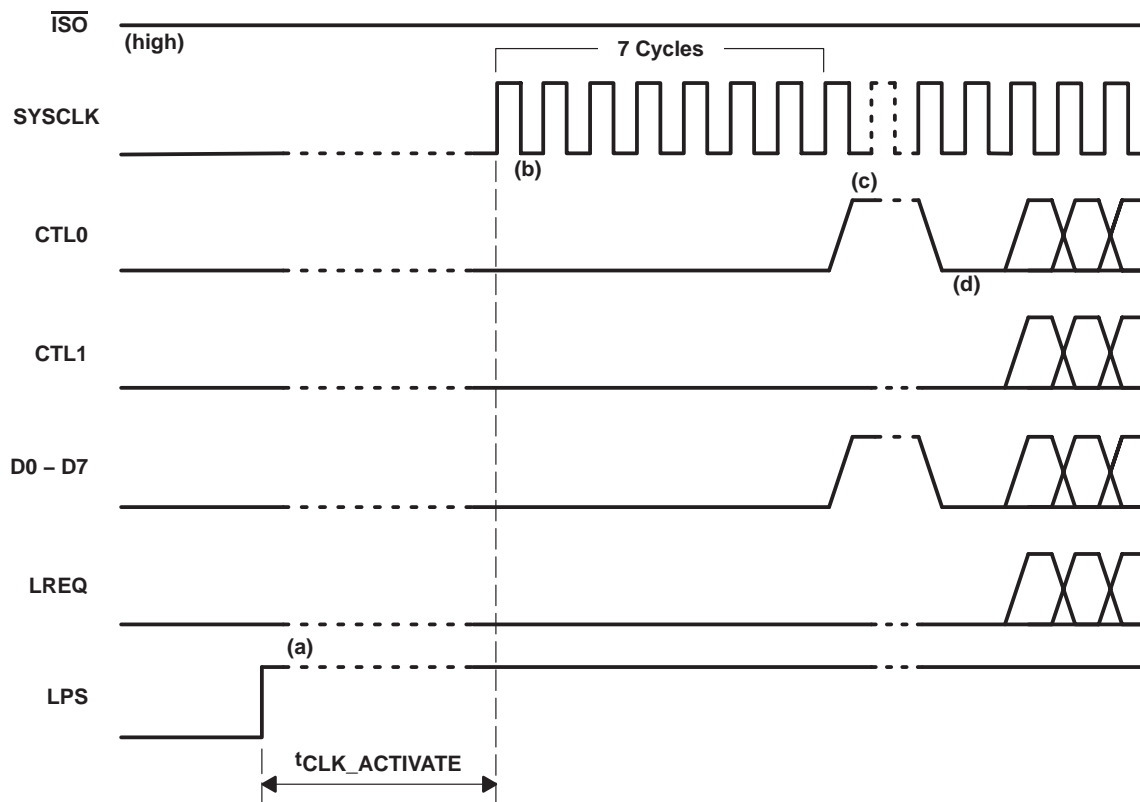 ISO
(high)
7 Cycles
SYSCLK
(b)
(c)
CTL0
(d)
CTL1
D0 – D7
LREQ
(a)
LPS
tCLK_ACTIVATE